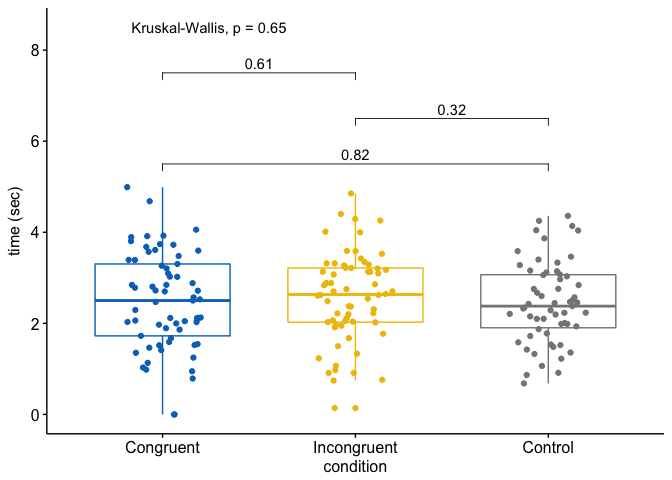 Kruskal-Wallis, p = 0.65
8
0.61
0.32
6
0.82
time (sec)
4
2
0
Congruent
Incongruent
Control
condition